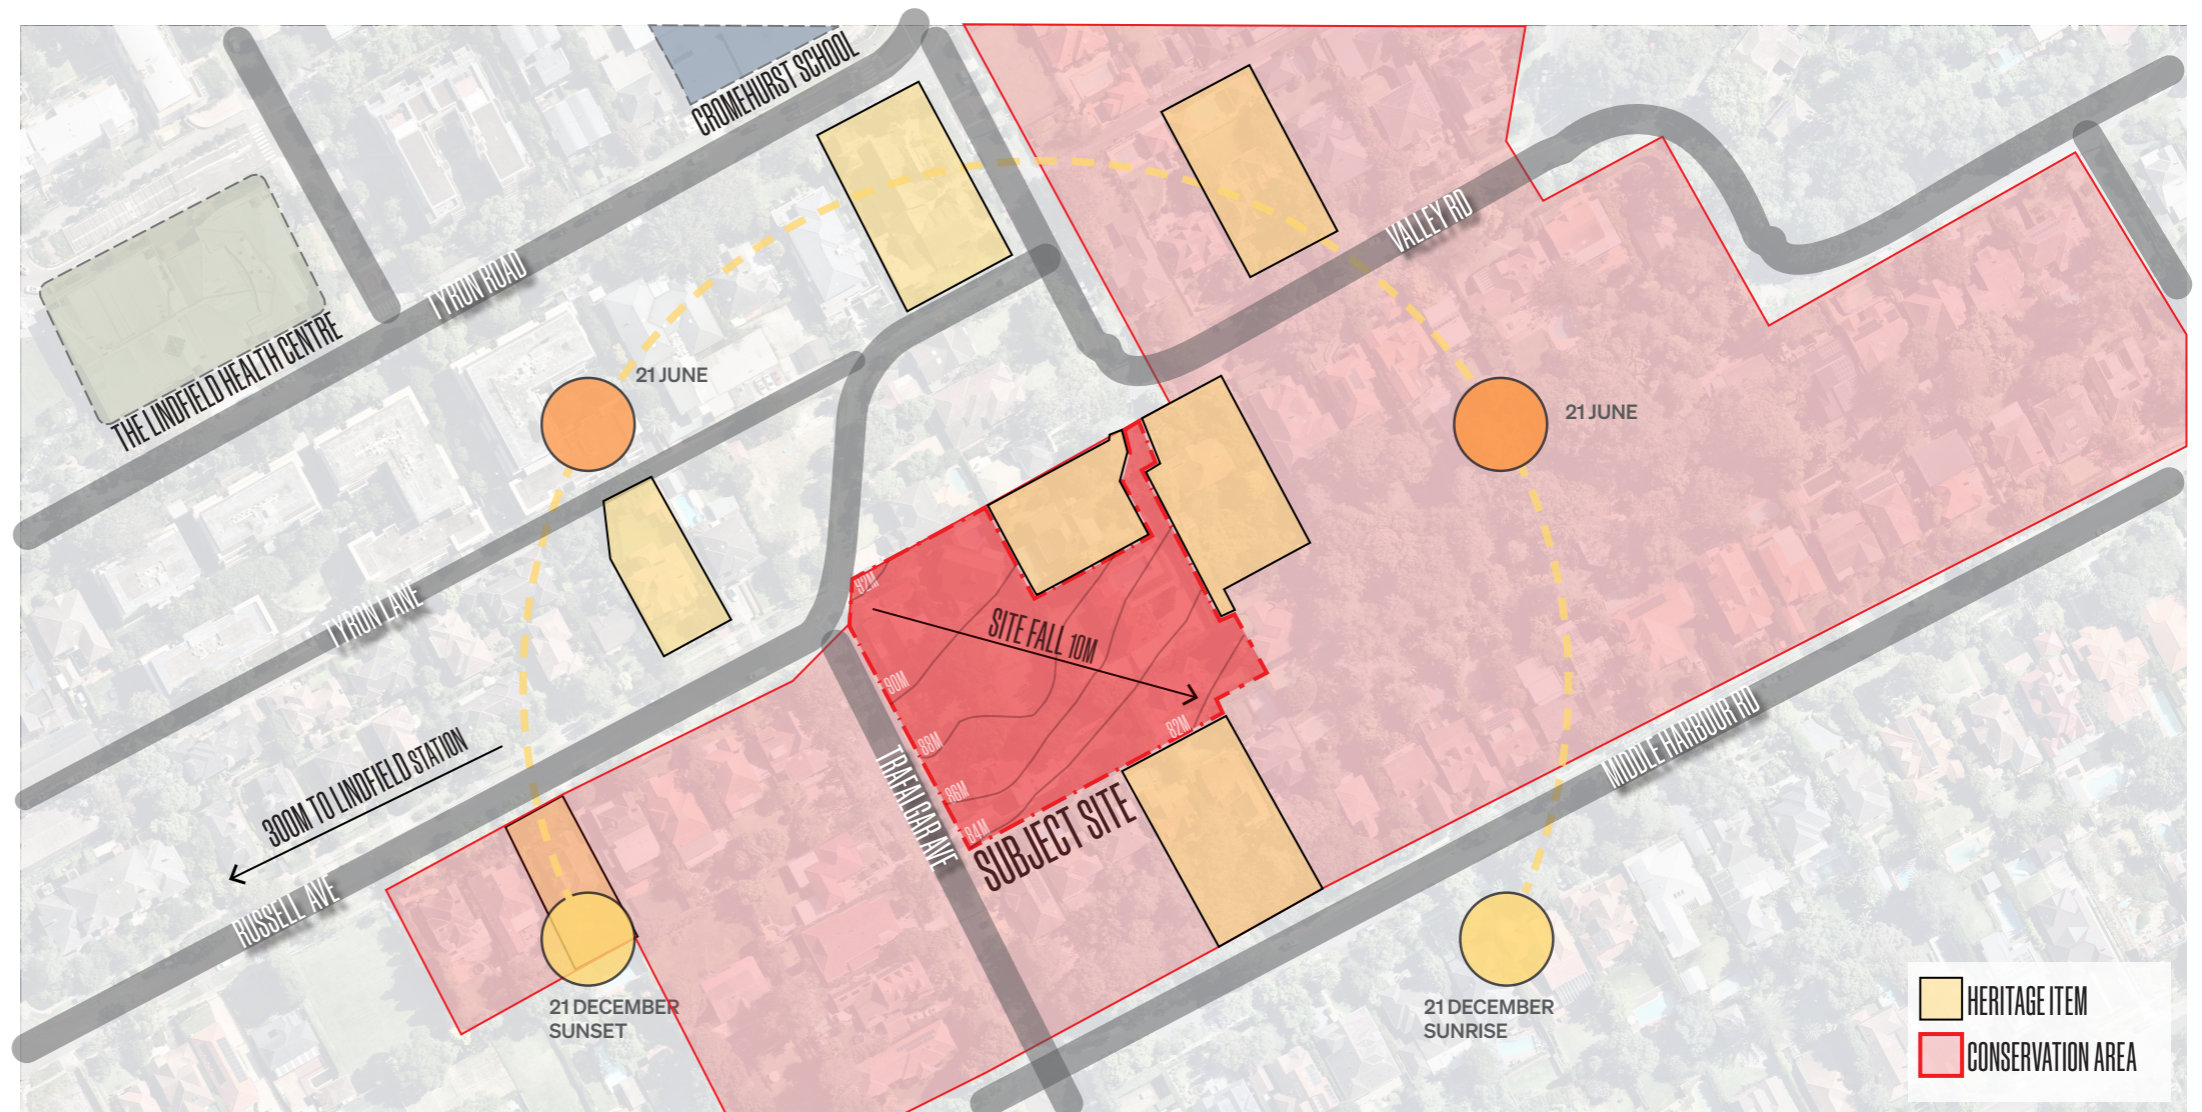 CROMEHURST SCHOOL
TYRON ROAD
VALLEY RD
THE LINDFIELD HEALTH CENTRE
21 JUNE
21 JUNE
TYRON LANE
92M
SITE FALL 10M
90M
88M
82M
86M
84M
300M TO LINDFIELD STATION
TRAFALGAR AVE
SUBJECT SITE
MIDDLE HARBOUR RD
RUSSELL AVE
21 DECEMBER
SUNSET
21 DECEMBER
SUNRISE
HERITAGE ITEM
CONSERVATION AREA